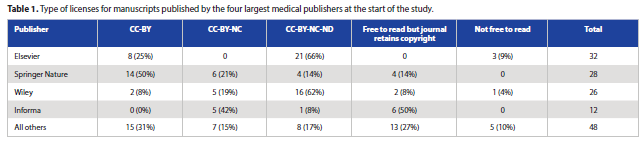 Table 1. Type of licenses for manuscripts published by the four largest medical publishers at the start of the study.
Publisher CC-BY CC-BY-NC CC-BY-NC-ND Free to read but journal retains copyright Not free to read Total
Elsevier 8 (25%) 0 21 (66%) 3 (9%) 32
Springer Nature 14 (50%) 6 (21%) 4 (14%) 4 (14%) 0 28
Wiley 2 (8%) 5 (19%) 16 (62%) 2 (8%) 1 (4%) 26
Informa 0 (0%) 5 (42%) 1 (8%) 6 (50%) 0 12
All others 15 (31%) 7 (15%) 8 (17%) 13 (27%) 5 (10%) 48